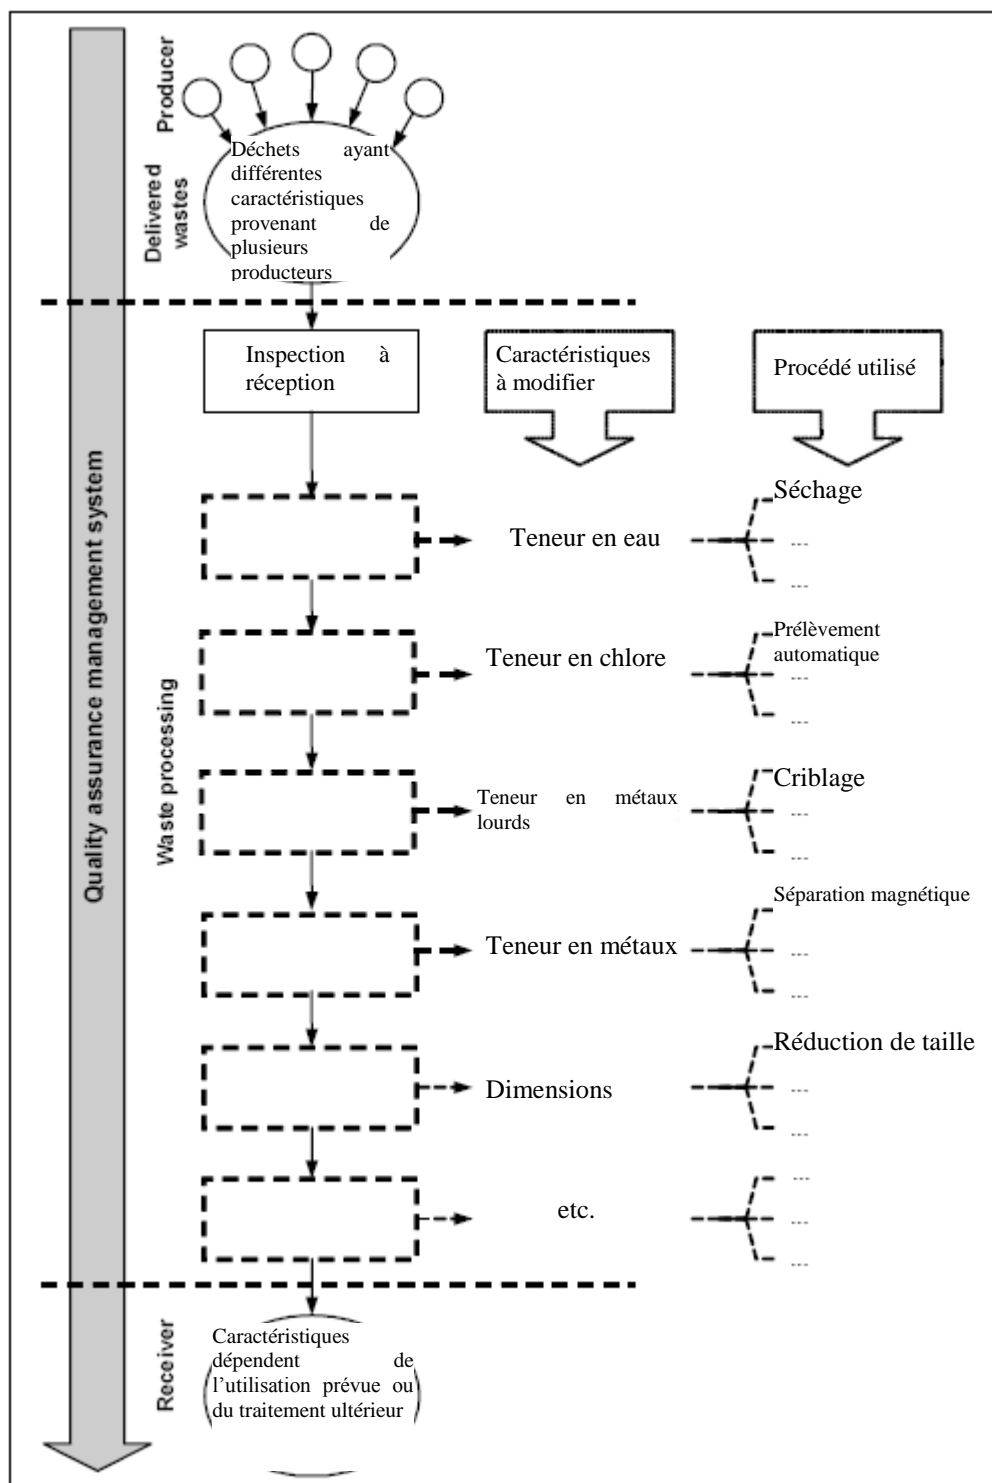 Quality assurance management system
Producer
Delivered
wastes
Déchets ayant
différentes
caractéristiques
provenant de
plusieurs
producteurs
Inspection à
réception
Caractéristiques
à modifier
Procédé utilisé
Waste processing
Teneur en eau
Séchage
...
...
Teneur en chlore
Prélèvement
automatique
...
...
Teneur en métaux
lourds
Criblage
...
...
Teneur en métaux
Séparation magnétique
...
...
Dimensions
Réduction de taille
...
...
etc.
...
...
...
Receiver
Caractéristiques
dépendent de
l’utilisation prévue ou
du traitement ultérieur